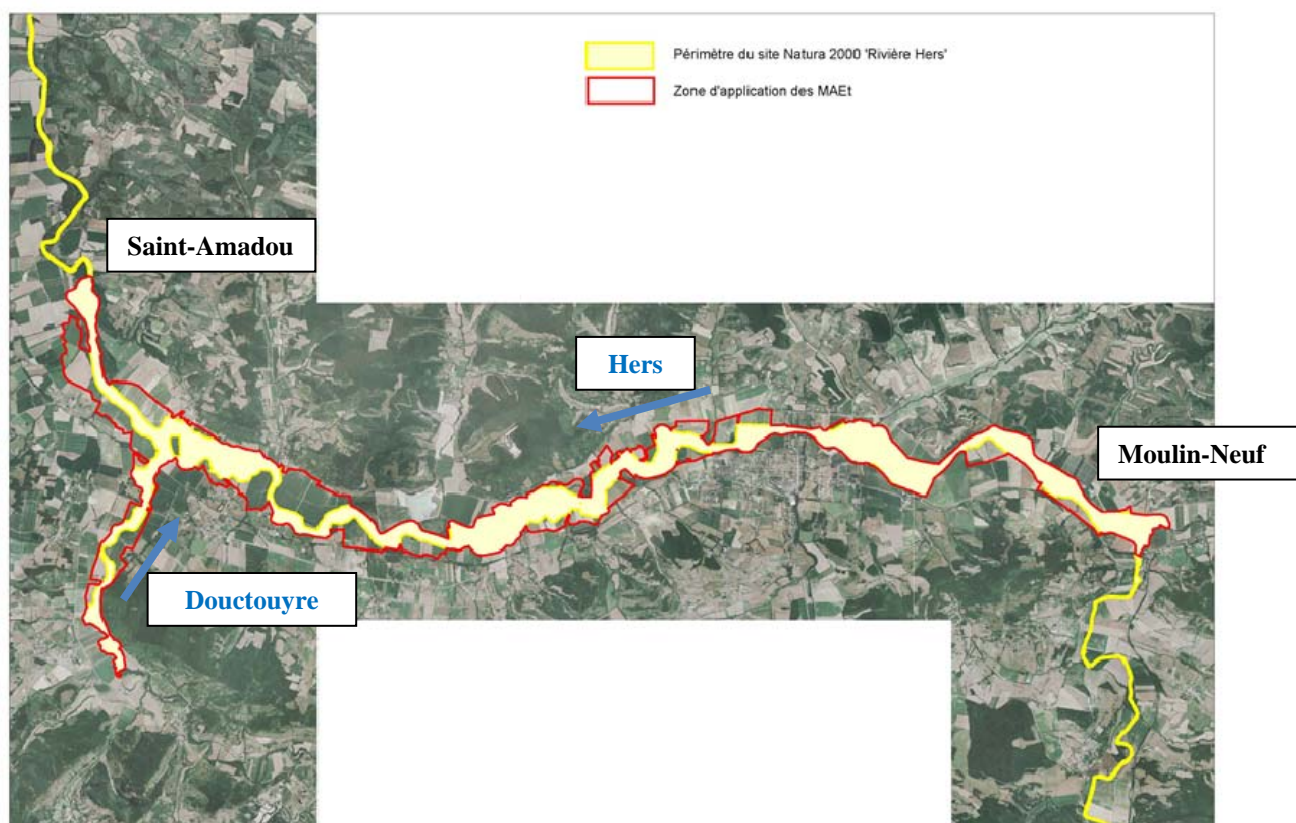 Périmètre du site Natura 2000 'Rivière Hers'
Zone d'application des MAEt
Saint-Amadou
Hers
Moulin-Neuf
Douctouyre